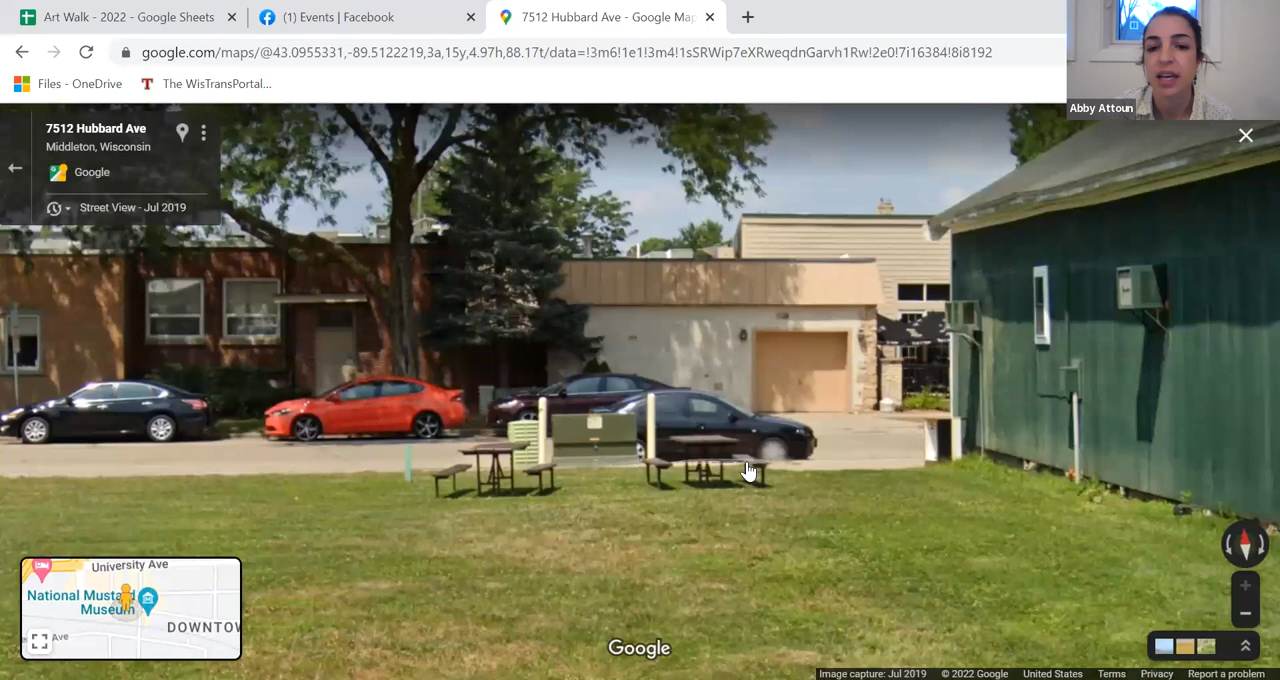 Art Walk - 2022 - Google Sheets
(1) Events | Facebook
7512 Hubbard Ave - Google Map
google.com/maps/@43.0955331,-89.5122219,3a,15y,4.97h,88.17t/data=!3m6!1e1!3m4!1sSRWip7eXRweqdnGarvh1Rw!2e0!7i16384!8i8192
Files - OneDrive
The WisTransPortal...
Abby Attoun
7512 Hubbard Ave
Middleton, Wisconsin
Google
Street View - Jul 2019
University Ave
National Mustard
Museum
DOWNTOW
Ave
Google
Image capture: Jul 2019 © 2022 Google United States Terms Privacy Report a problem